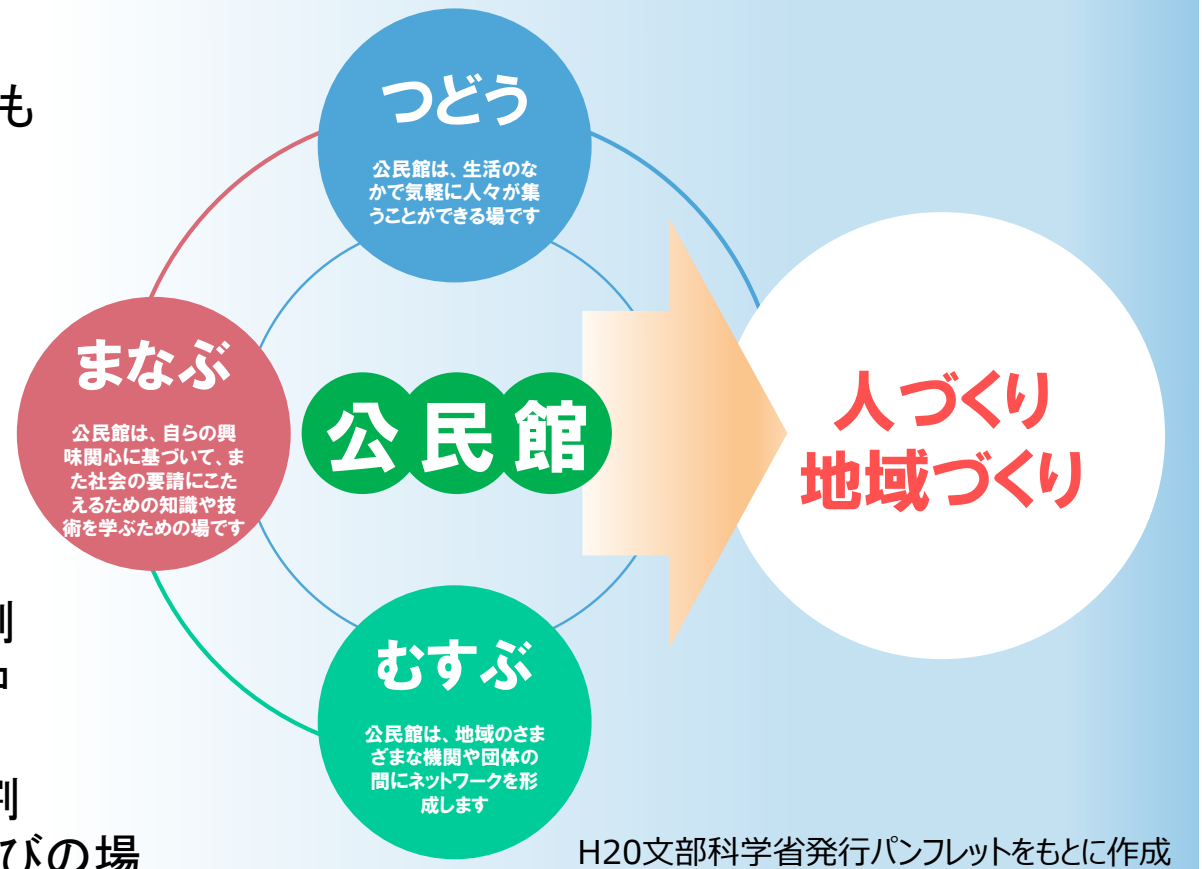 も
つどう
公民館は、生活のな
かで気軽に人々が集
うことができる場です
まなぶ
公民館は、自らの興
味関心に基づいて、ま
た社会の要請にこた
えるための知識や技
術を学ぶための場です
公民館
人づくり
地域づくり
むすぶ
公民館は、地域のさま
ざまな機関や団体の
間にネットワークを形
成します
びの場
H20文部科学省発行パンフレットをもとに作成